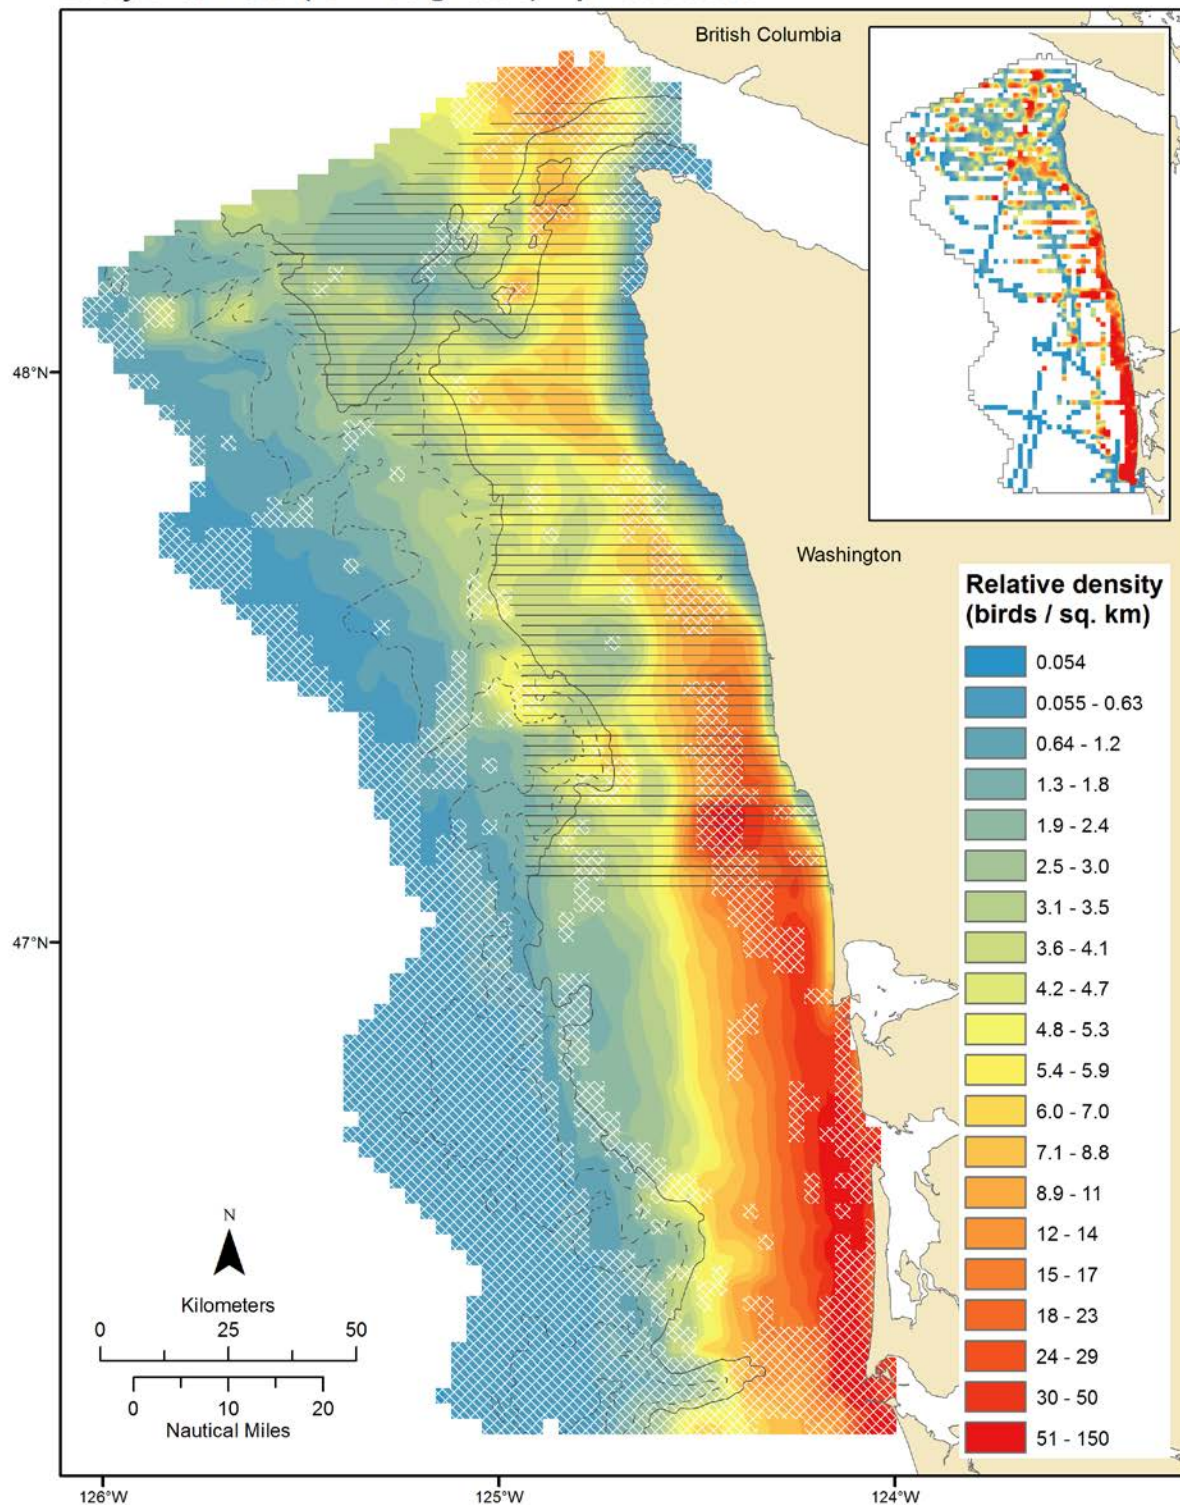 British Columbia
48°N
Washington
Relative density
(birds / sq. km)
0.054
0.055 - 0.63
0.64 - 1.2
1.3 - 1.8
1.9 - 2.4
2.5 - 3.0
3.1 - 3.5
3.6 - 4.1
4.2 - 4.7
4.8 - 5.3
5.4 - 5.9
6.0 - 7.0
7.1 - 8.8
8.9 - 11
12 - 14
15 - 17
18 - 23
24 - 29
30 - 50
51 - 150
47°N
N
Kilometers
0 25 50
0 10 20
Nautical Miles
126°W 125°W 124°W